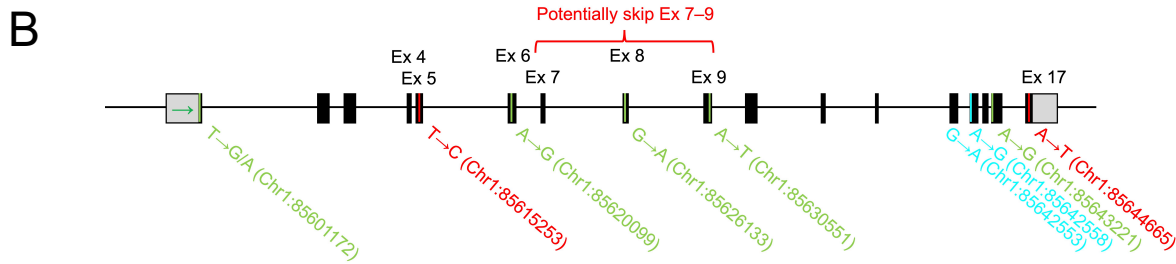 B
Potentially skip Ex 7–9
Ex 4
Ex 5
Ex 6
Ex 7
Ex 8
Ex 9
Ex 17
→
T→G/A (Chr1:85601172)
T→C (Chr1:85615253)
A→G (Chr1:85620099)
G→A (Chr1:85626133)
A→T (Chr1:85630551)
G→A (Chr1:85642553)
A→G (Chr1:85642558)
A→G (Chr1:85643221)
A→T (Chr1:85644665)